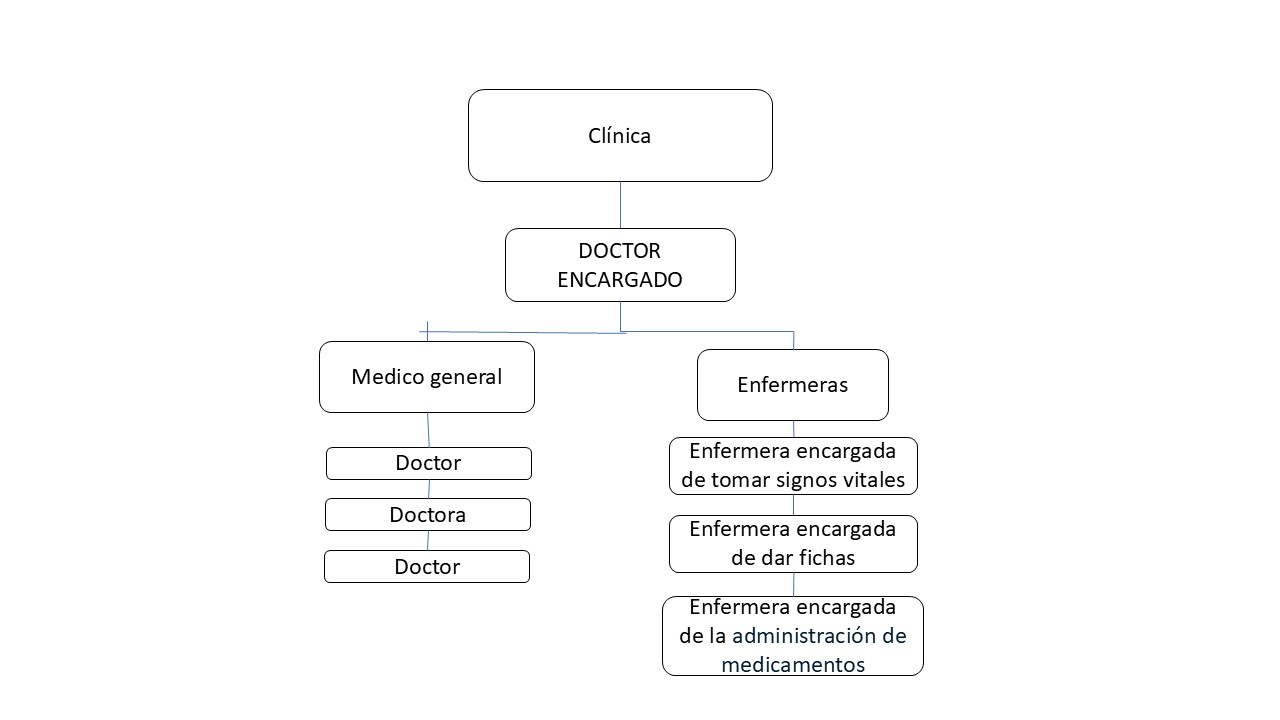 Clínica
DOCTOR
ENCARGADO
Medico general
Doctor
Doctora
Doctor
Enfermeras
Enfermera encargada
de tomar signos vitales
Enfermera encargada
de dar fichas
Enfermera encargada
de la administración de
medicamentos